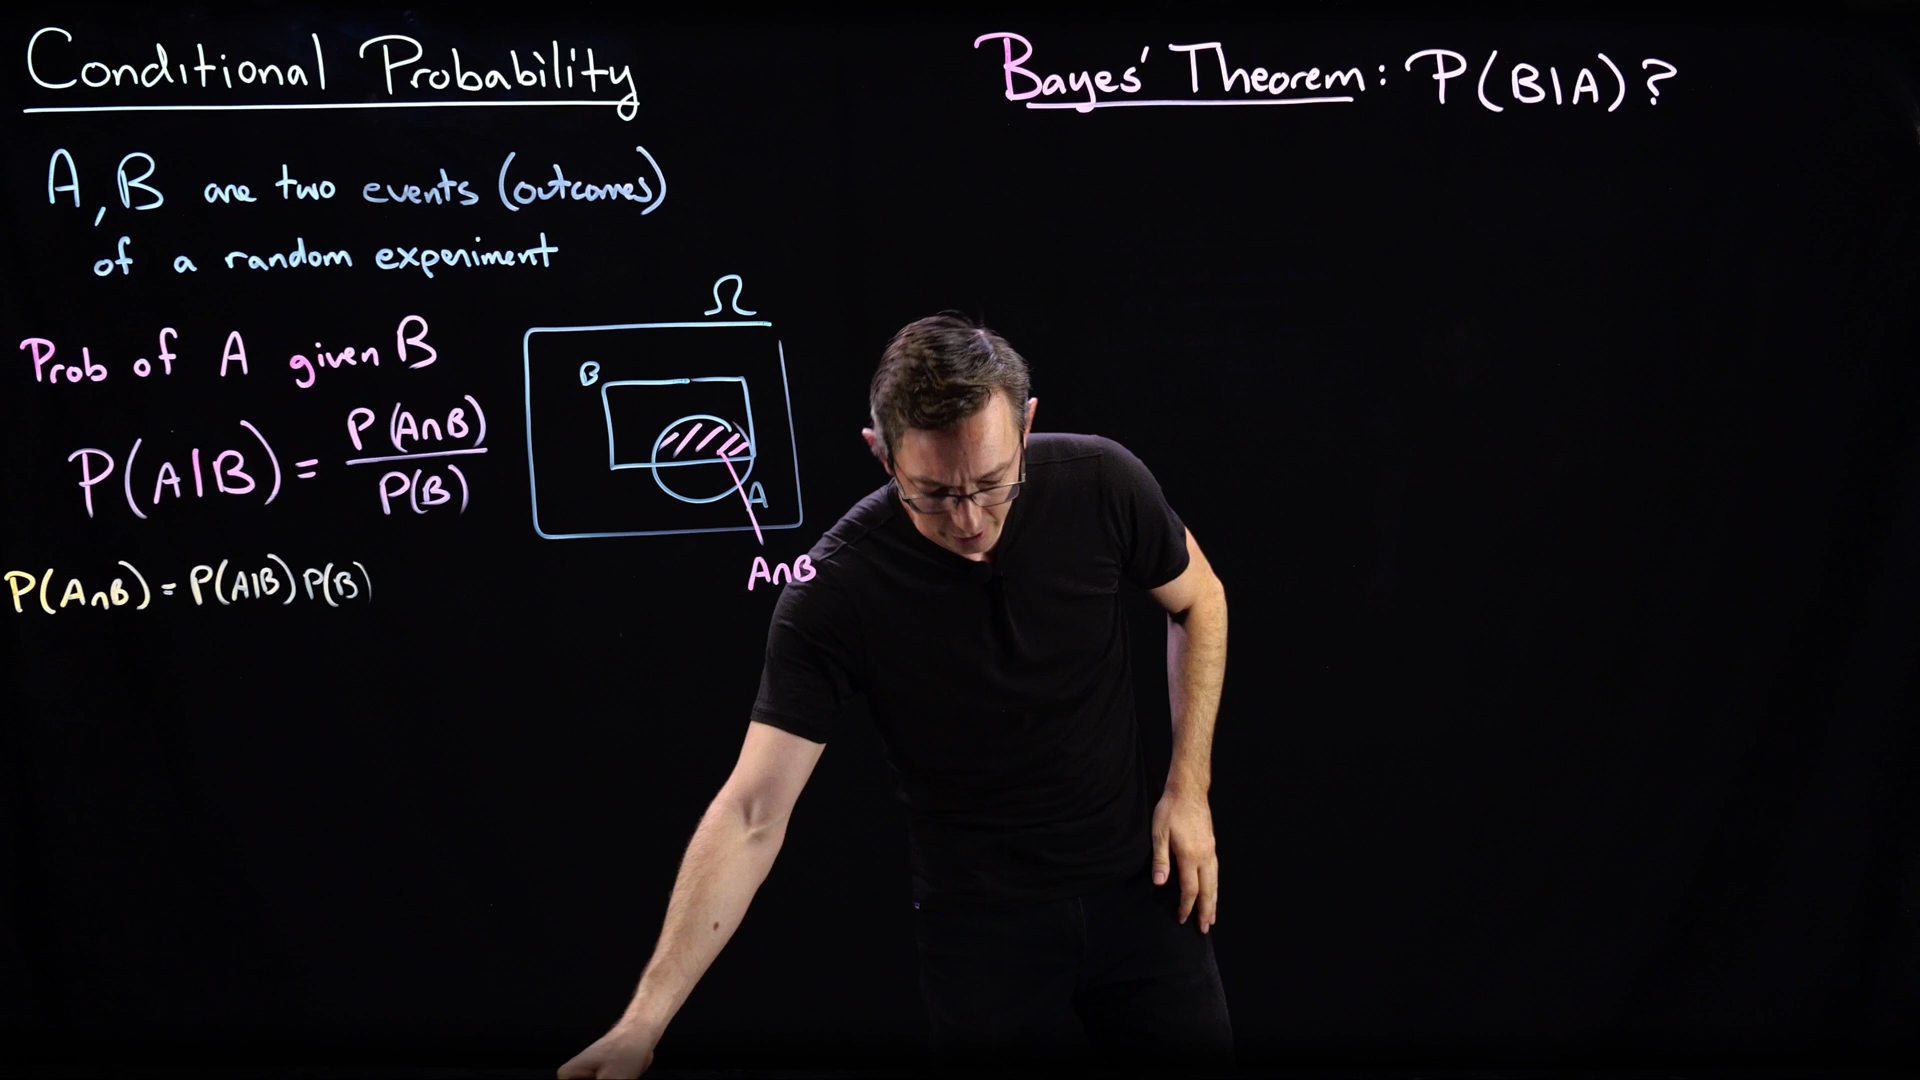 Conditional Probability
A, B are two events (outcomes)
of a random experiment
Prob of A given B
P(A|B) = P(A∩B) / P(B)
P(A∩B) = P(A|B) P(B)
Ω
B
A
A∩B
Bayes' Theorem: P(B|A)?